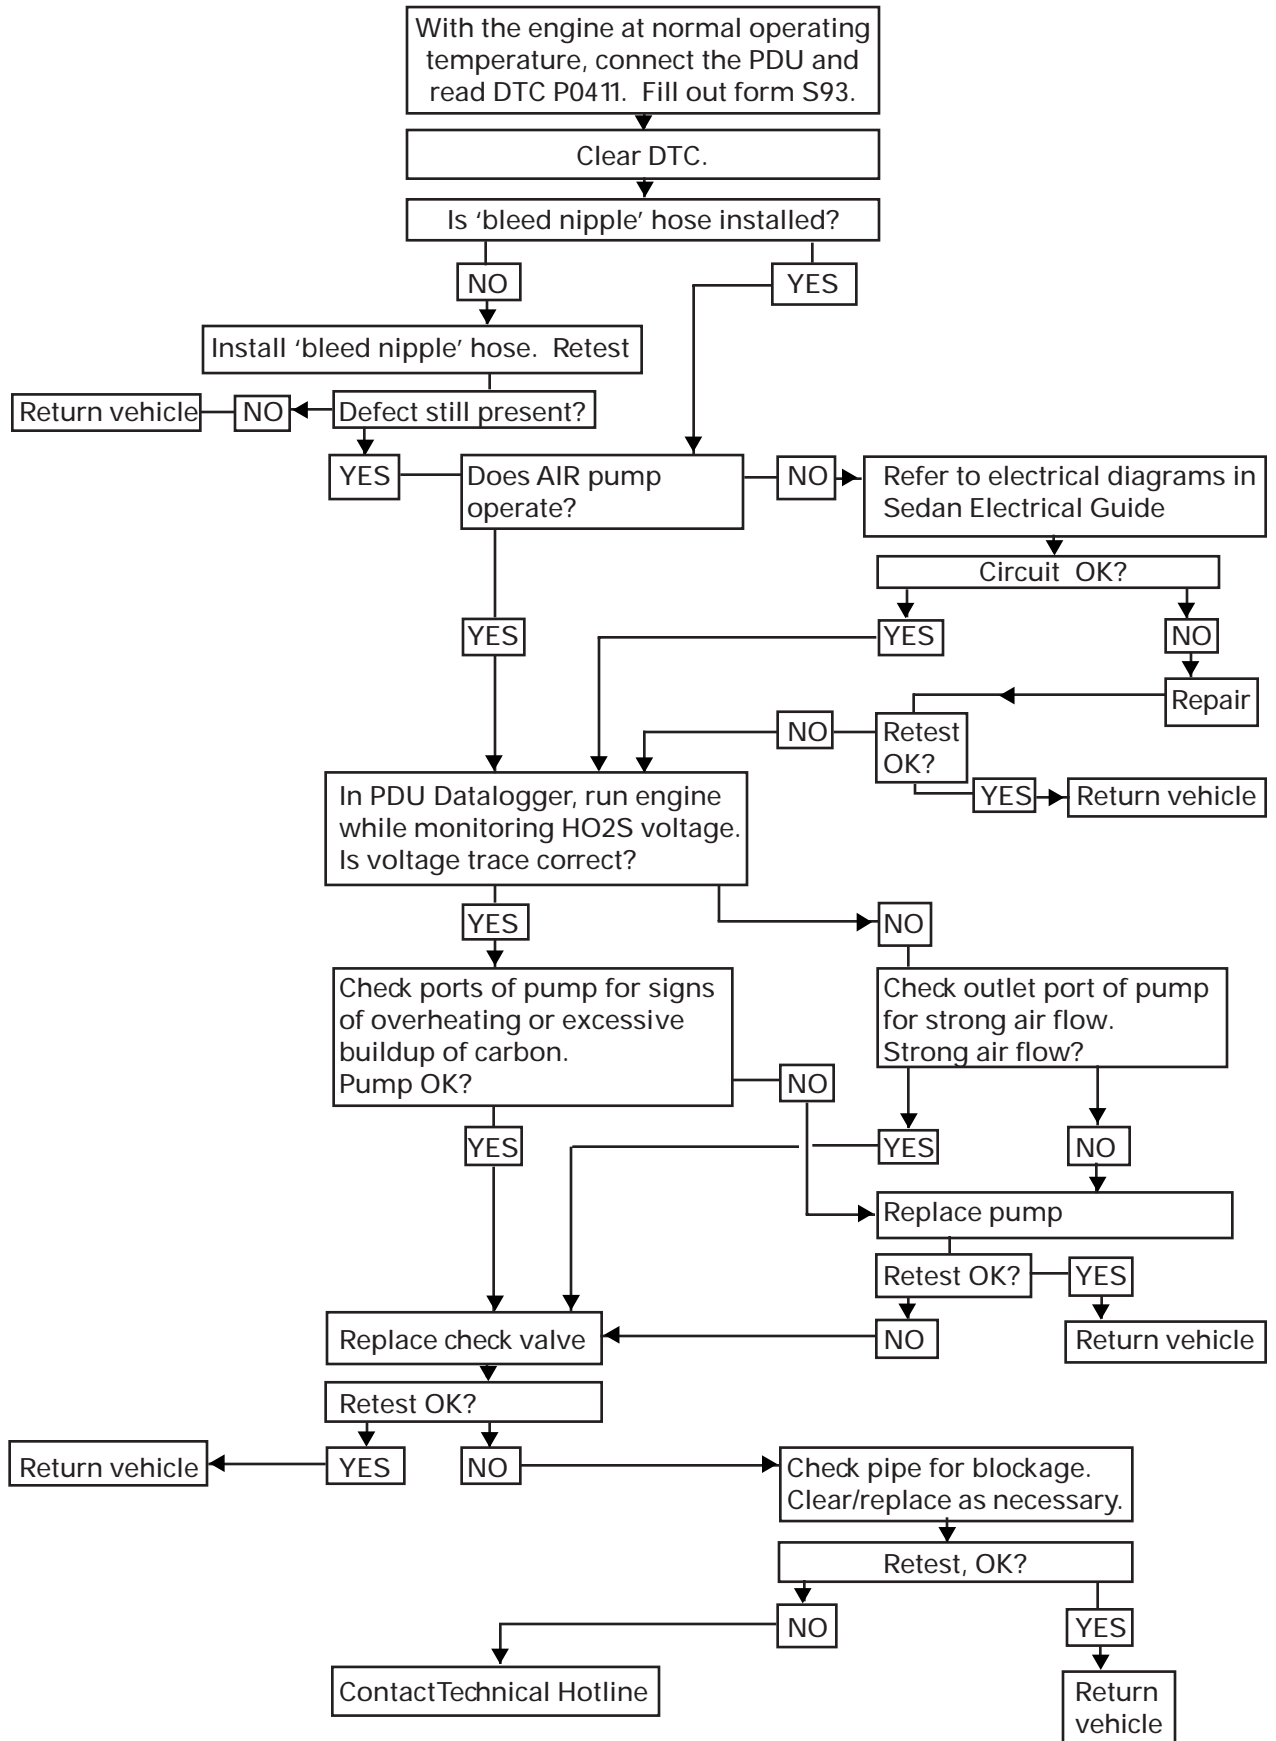 With the engine at normal operating
temperature, connect the PDU and
read DTC P0411.  Fill out form S93.
Clear DTC.
Is ‘bleed nipple’ hose installed?
NO
YES
Install ‘bleed nipple’ hose.  Retest
Return vehicle
NO
Defect still present?
YES
Does AIR pump
operate?
NO
Refer to electrical diagrams in
Sedan Electrical Guide
Circuit  OK?
YES
YES
NO
Repair
NO
Retest
OK?
YES
Return vehicle
In PDU Datalogger, run engine
while monitoring HO2S voltage.
Is voltage trace correct?
YES
NO
Check ports of pump for signs
of overheating or excessive
buildup of carbon.
Pump OK?
Check outlet port of pump
for strong air flow.
Strong air flow?
NO
YES
YES
NO
Replace pump
Retest OK?
YES
Replace check valve
NO
Return vehicle
Retest OK?
Return vehicle
YES
NO
Check pipe for blockage.
Clear/replace as necessary.
Retest, OK?
NO
YES
ContactTechnical Hotline
Return
vehicle